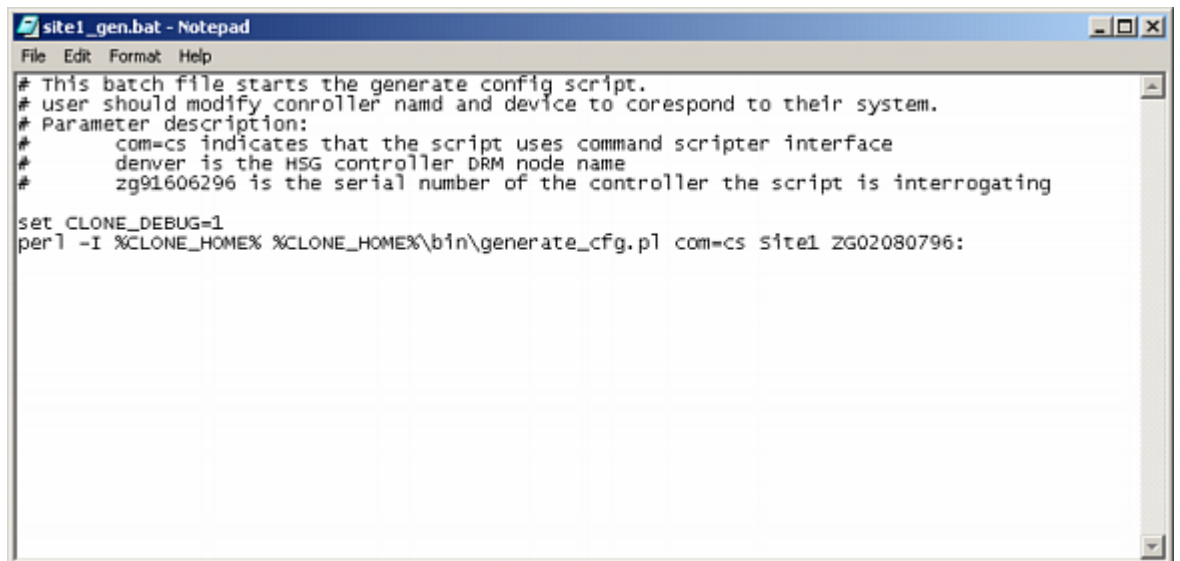 site1_gen.bat - Notepad
File Edit Format Help
# This batch file starts the generate config script.
# user should modify conroller namd and device to corespond to their system.
# Parameter description:
#       com=cs indicates that the script uses command scripter interface
#       denver is the HSG controller DRM node name
#       zg91606296 is the serial number of the controller the script is interrogating
set CLONE_DEBUG=1
perl -I %CLONE_HOME% %CLONE_HOME%\bin\generate_cfg.pl com=cs Site1 ZG02080796: